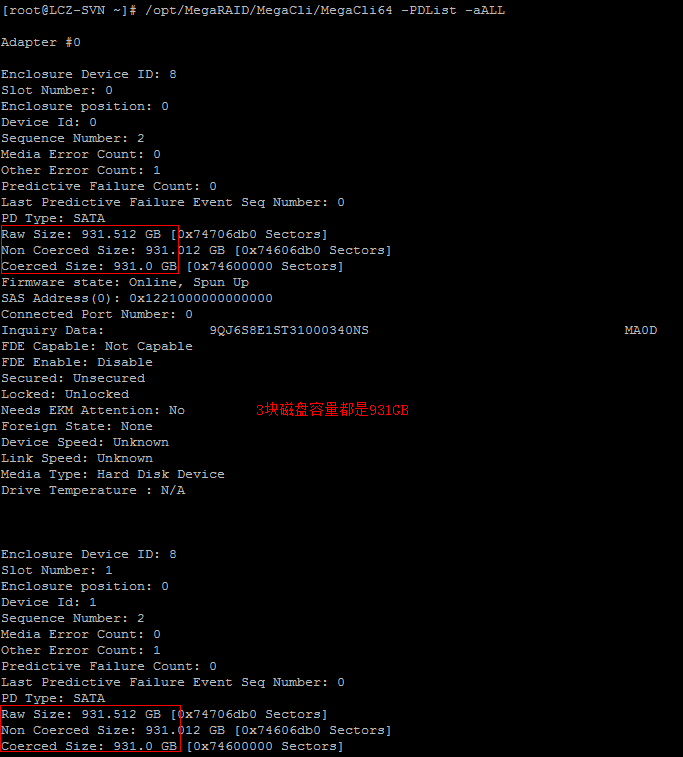 [root@LCZ-SVN ~]# /opt/MegaRAID/MegaCli/MegaCli64 -PDList -aALL
Adapter #0
Enclosure Device ID: 8
Slot Number: 0
Enclosure position: 0
Device Id: 0
Sequence Number: 2
Media Error Count: 0
Other Error Count: 1
Predictive Failure Count: 0
Last Predictive Failure Event Seq Number: 0
PD Type: SATA
Raw Size: 931.512 GB [0x74706db0 Sectors]
Non Coerced Size: 931.012 GB [0x74606db0 Sectors]
Coerced Size: 931.0 GB [0x74600000 Sectors]
Firmware state: Online, Spun Up
SAS Address(0): 0x1221000000000000
Connected Port Number: 0
Inquiry Data: 9QJ6S8E1ST31000340NS MA0D
FDE Capable: Not Capable
FDE Enable: Disable
Secured: Unsecured
Locked: Unlocked
Needs EKM Attention: No 3块磁盘容量都是931GB
Foreign State: None
Device Speed: Unknown
Link Speed: Unknown
Media Type: Hard Disk Device
Drive Temperature : N/A
Enclosure Device ID: 8
Slot Number: 1
Enclosure position: 0
Device Id: 1
Sequence Number: 2
Media Error Count: 0
Other Error Count: 1
Predictive Failure Count: 0
Last Predictive Failure Event Seq Number: 0
PD Type: SATA
Raw Size: 931.512 GB [0x74706db0 Sectors]
Non Coerced Size: 931.012 GB [0x74606db0 Sectors]
Coerced Size: 931.0 GB [0x74600000 Sectors]